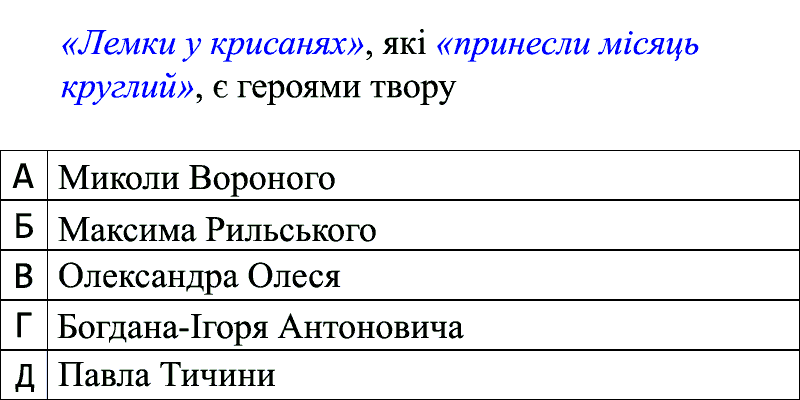 «Лемки у крисанях», які «принесли місяць
круглий», є героями твору
А Миколи Вороного
Б Максима Рильського
В Олександра Олеся
Г Богдана-Ігоря Антоновича
Д Павла Тичини